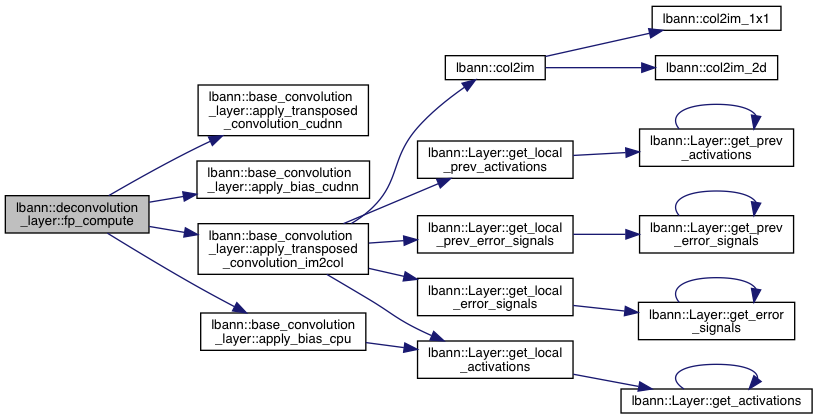 lbann::deconvolution
_layer::fp_compute
lbann::base_convolution
_layer::apply_transposed
_convolution_cudnn
lbann::base_convolution
_layer::apply_bias_cudnn
lbann::base_convolution
_layer::apply_transposed
_convolution_im2col
lbann::base_convolution
_layer::apply_bias_cpu
lbann::col2im
lbann::Layer::get_local
_prev_activations
lbann::Layer::get_local
_prev_error_signals
lbann::Layer::get_local
_error_signals
lbann::Layer::get_local
_activations
lbann::col2im_1x1
lbann::col2im_2d
lbann::Layer::get_prev
_activations
lbann::Layer::get_prev
_error_signals
lbann::Layer::get_error
_signals
lbann::Layer::get_activations